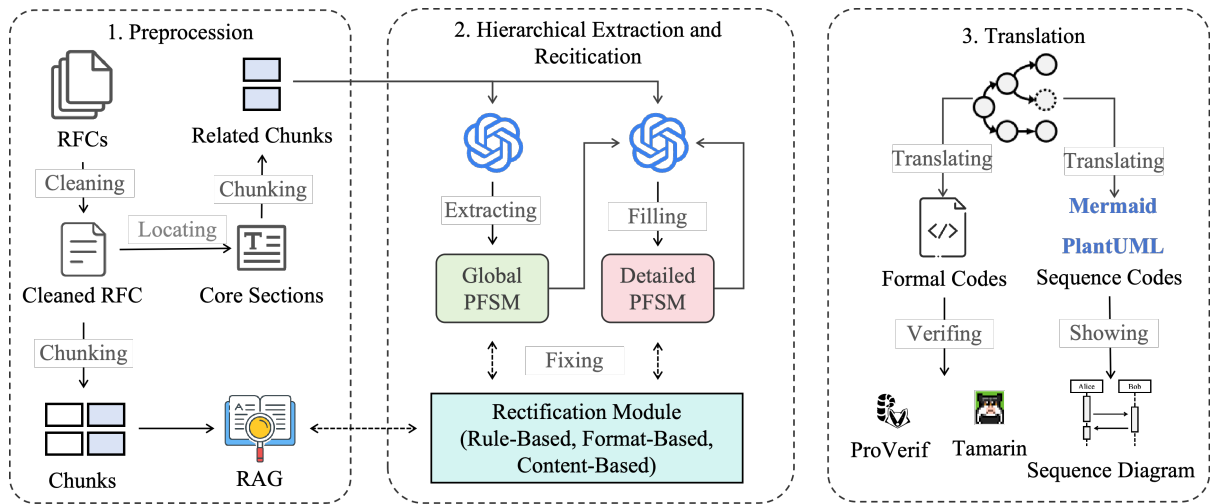 1. Preprocession
RFCs
Cleaning
Cleaned RFC
Locating
Core Sections
Chunking
Related Chunks
Chunking
Chunks
RAG
2. Hierarchical Extraction and
Recitication
Extracting
Filling
Global
PFSM
Detailed
PFSM
Fixing
Rectification Module
(Rule-Based, Format-Based,
Content-Based)
3. Translation
Translating
Translating
</>
Formal Codes
Mermaid
PlantUML
Sequence Codes
Verifing
Showing
ProVerif
Tamarin
Alice
Bob
Sequence Diagram